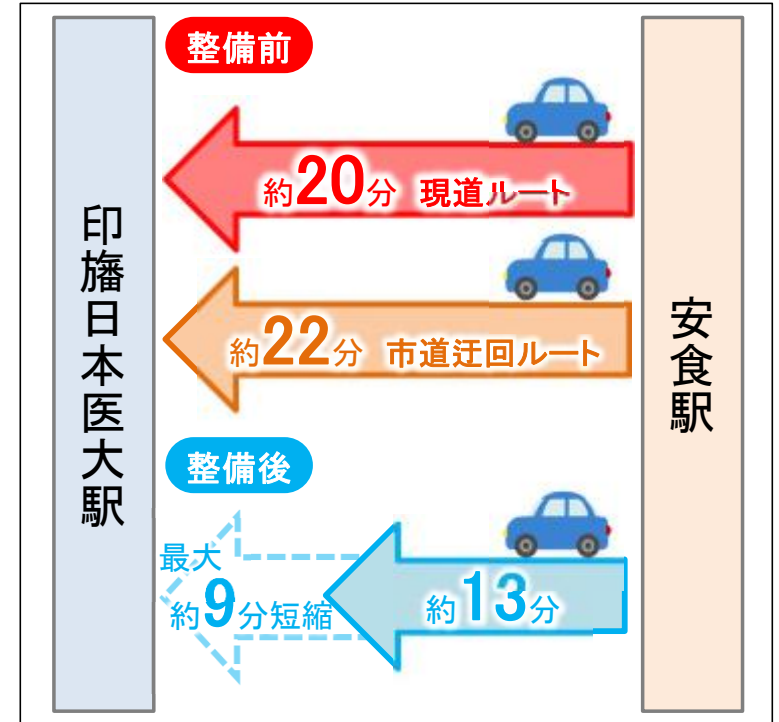 整備前
約20分 現道ルート
約22分 市道迂回ルート
印旛日本医大駅
安食駅
整備後
最大
約9分短縮
約13分